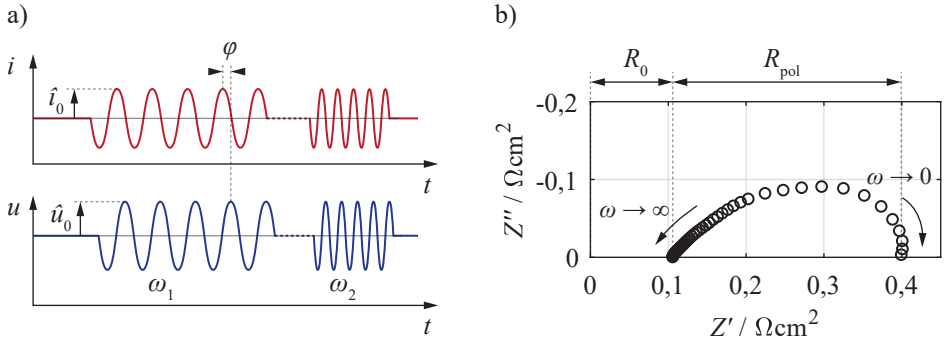 a)
φ
i
î₀
t
u
û₀
ω₁
ω₂
t
b)
R₀
R_pol
-0,2
-0,1
0
Z″ / Ωcm²
ω → ∞
ω → 0
0
0,1
0,2
0,3
0,4
Z′ / Ωcm²